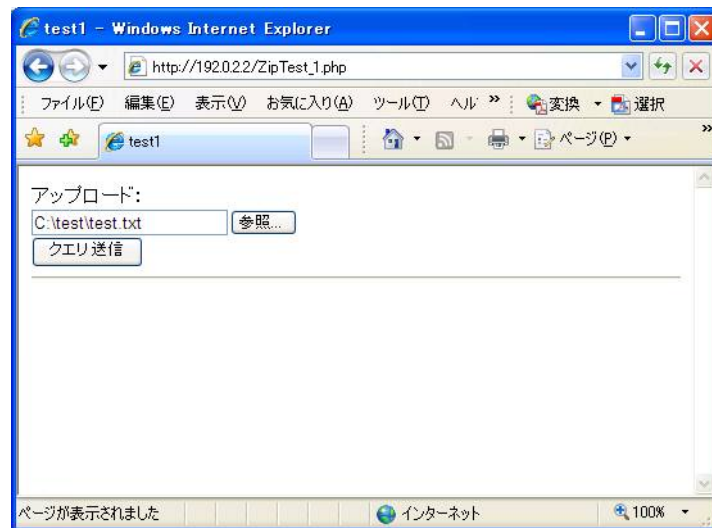 test1 - Windows Internet Explorer
http://192.0.2.2/ZipTest_1.php
ファイル(F) 編集(E) 表示(V) お気に入り(A) ツール(T) ヘル » 変換 選択
test1 ページ(P) »
アップロード:
C:\test\test.txt 参照...
クエリ送信
ページが表示されました インターネット 100%